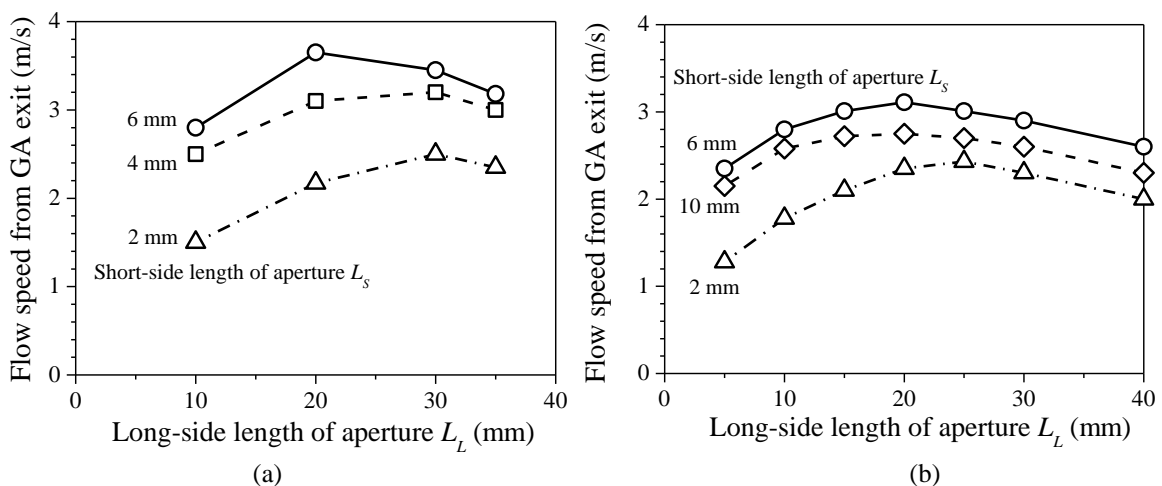 Flow speed from GA exit (m/s)
4
3
2
1
0
6 mm
4 mm
2 mm
Short-side length of aperture L_S
0 10 20 30 40
Long-side length of aperture L_L (mm)
(a)
Flow speed from GA exit (m/s)
4
3
2
1
0
Short-side length of aperture L_S
6 mm
10 mm
2 mm
0 10 20 30 40
Long-side length of aperture L_L (mm)
(b)